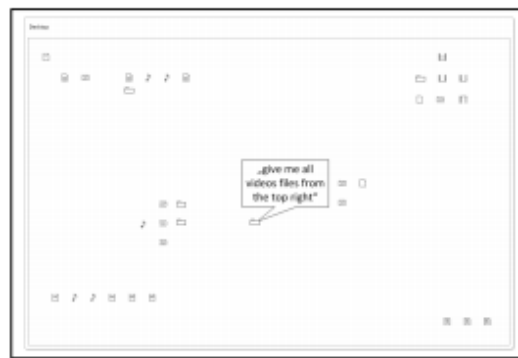 Desktop
„give me all
videos files from
the top right“